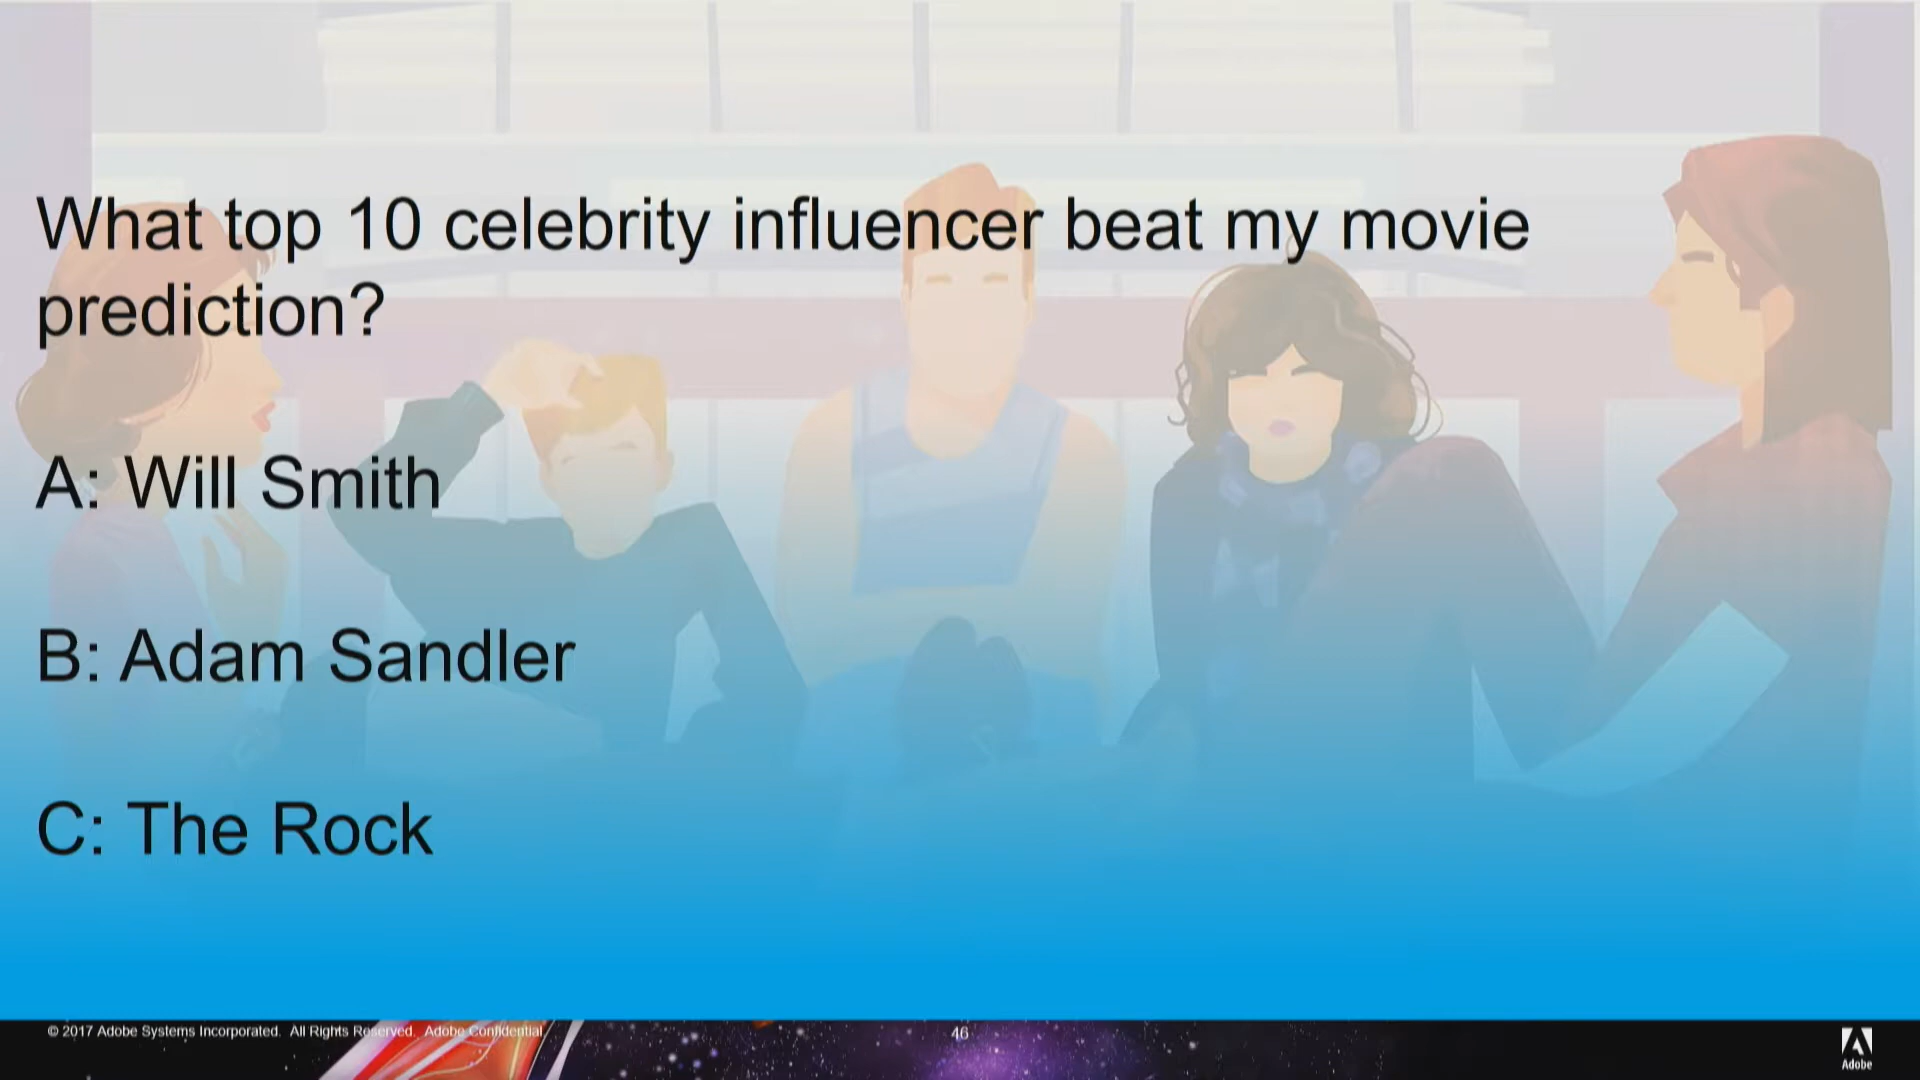 What top 10 celebrity influencer beat my movie
prediction?
A: Will Smith
B: Adam Sandler
C: The Rock
© 2017 Adobe Systems Incorporated. All Rights Reserved. Adobe Confidential.
46
Adobe